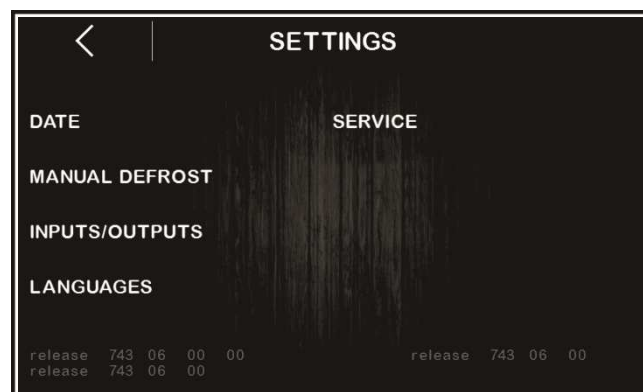 SETTINGS
DATE
SERVICE
MANUAL DEFROST
INPUTS/OUTPUTS
LANGUAGES
release 743 06 00 00
release 743 06 00
release 743 06 00